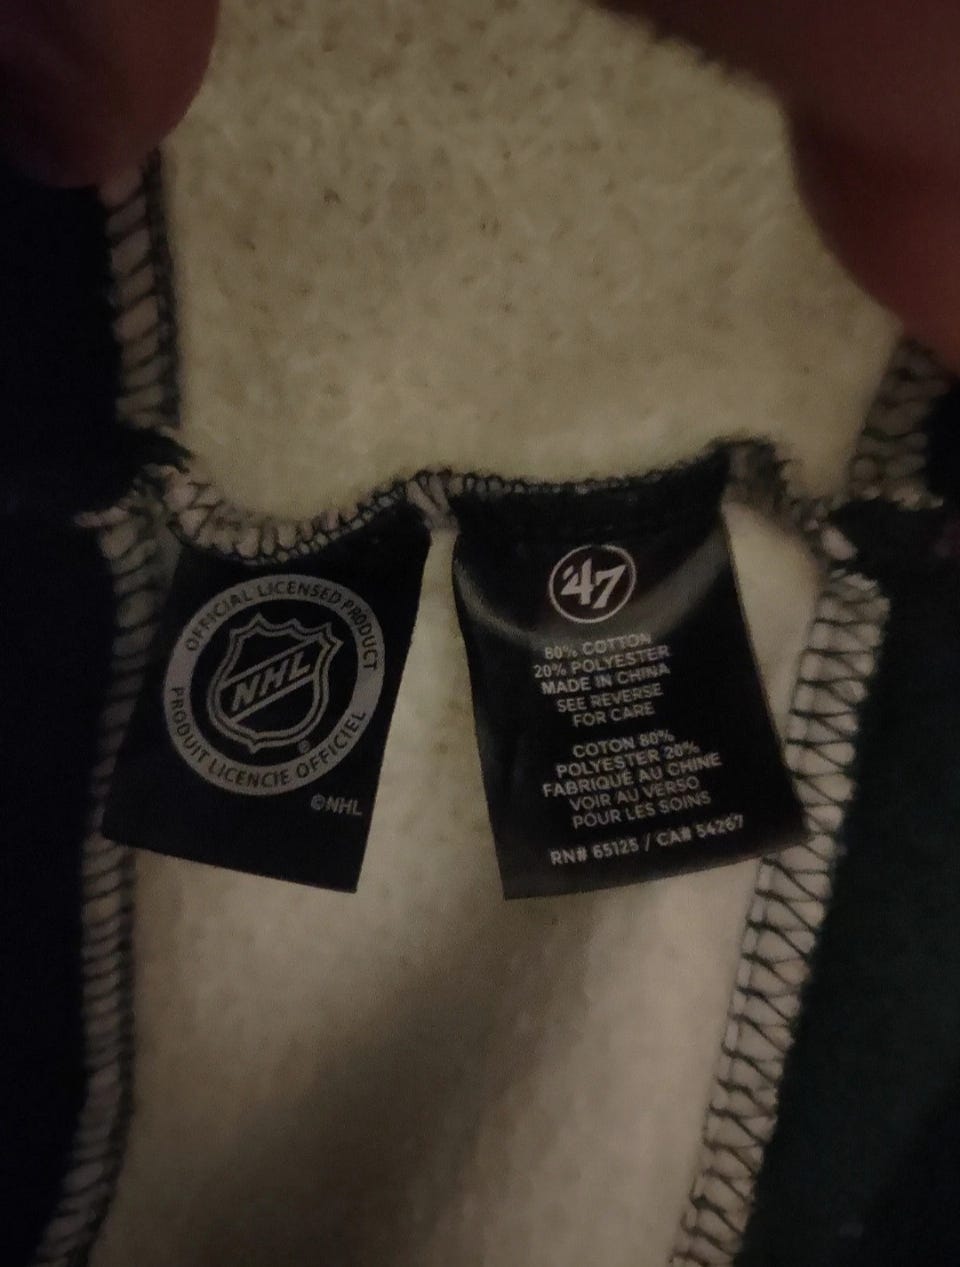 OFFICIAL LICENSED PRODUCT
NHL
®
PRODUIT LICENCIE OFFICIEL
©NHL
'47
80% COTTON
20% POLYESTER
MADE IN CHINA
SEE REVERSE
FOR CARE
COTON 80%
POLYESTER 20%
FABRIQUE AU CHINE
VOIR AU VERSO
POUR LES SOINS
RN# 65125 / CA# 54267